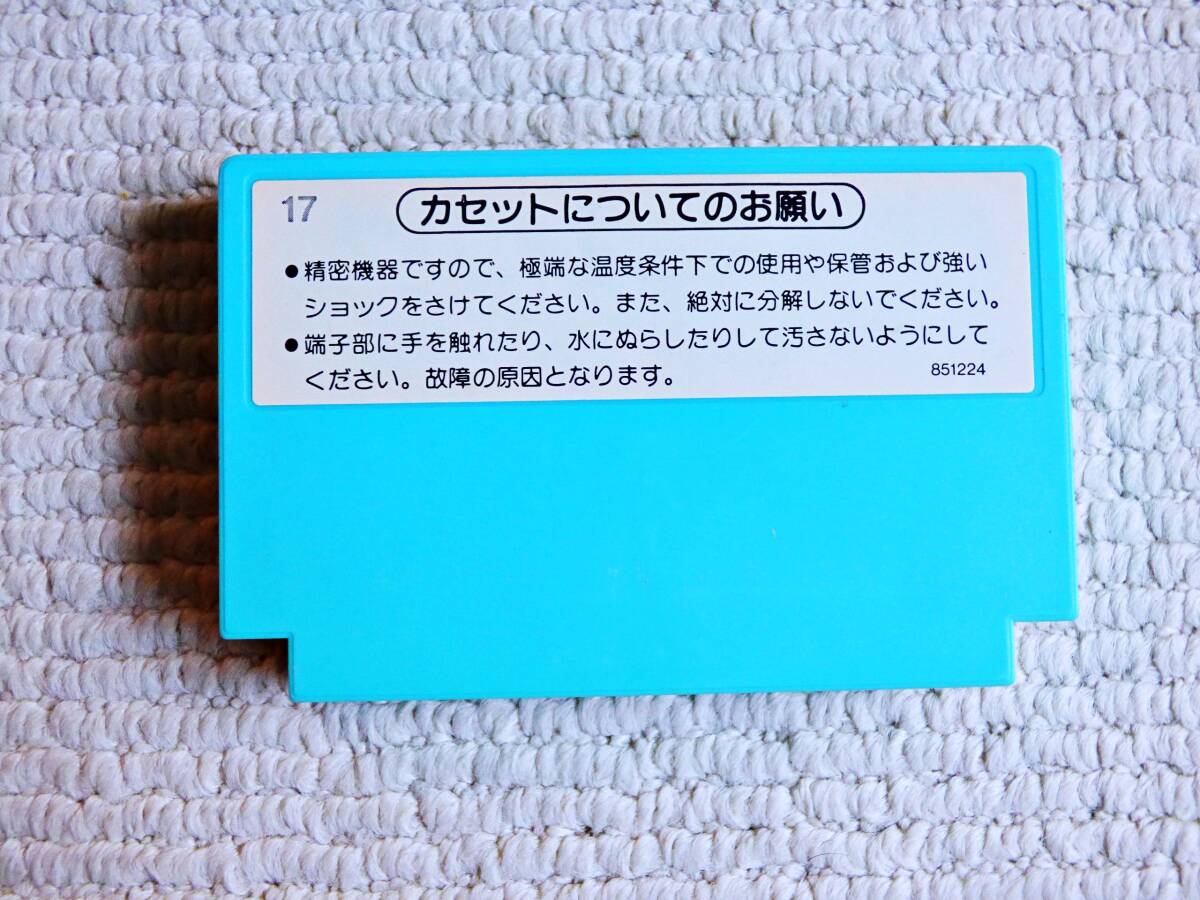 17
カセットについてのお願い
●精密機器ですので、極端な温度条件下での使用や保管および強い
ショックをさけてください。また、絶対に分解しないでください。
●端子部に手を触れたり、水にぬらしたりして汚さないようにして
ください。故障の原因となります。
851224